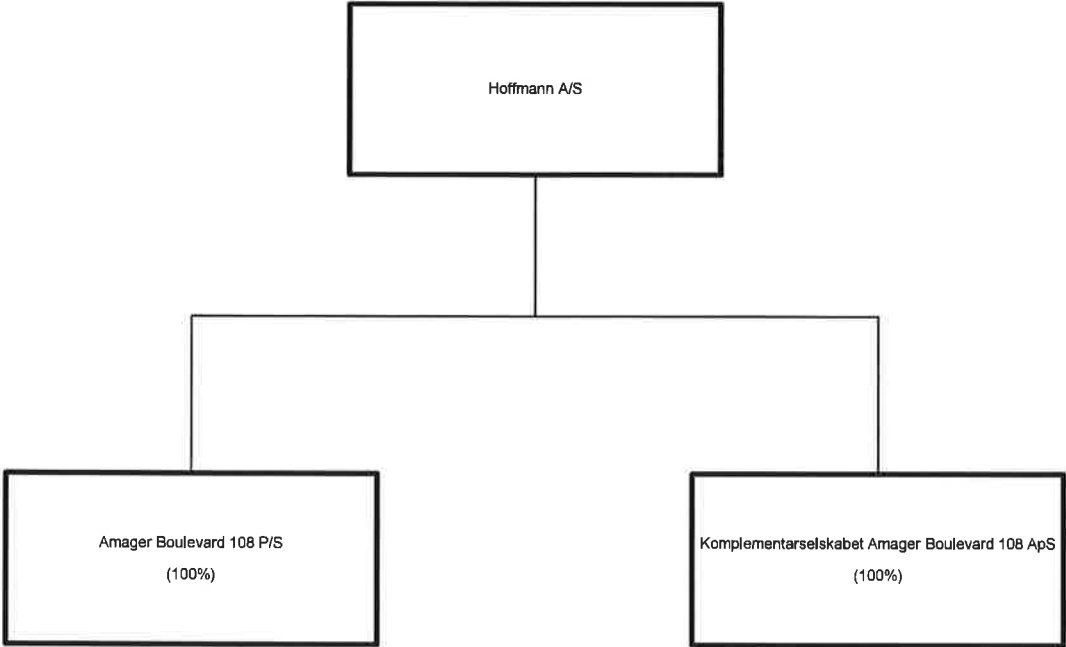 Hoffmann A/S
Amager Boulevard 108 P/S
(100%)
Komplementarselskabet Amager Boulevard 108 ApS
(100%)